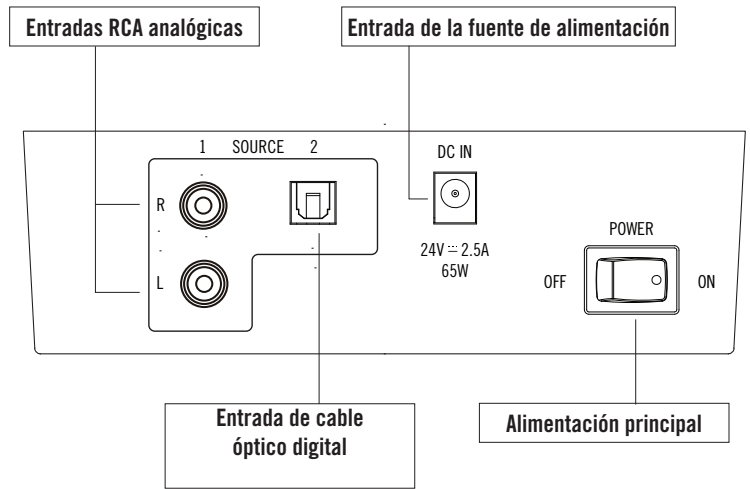 Entradas RCA analógicas
Entrada de la fuente de alimentación
1 SOURCE 2
DC IN
R
L
24V ⎓ 2.5A
65W
POWER
OFF
ON
Entrada de cable
óptico digital
Alimentación principal